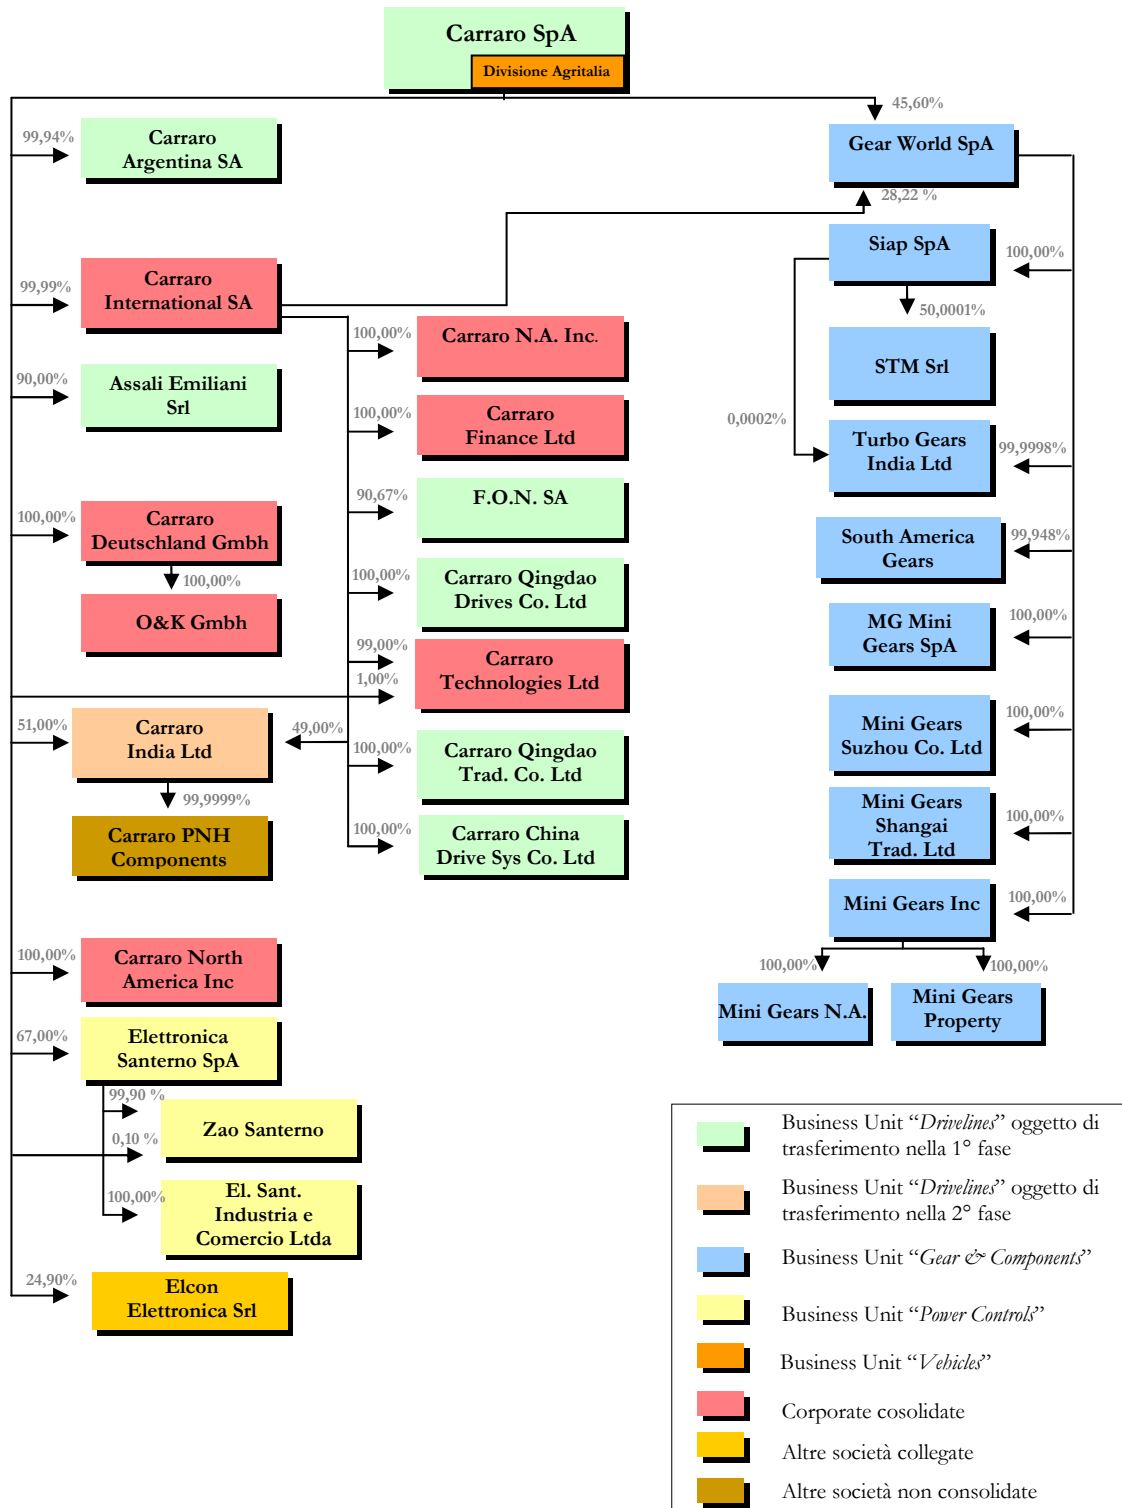 Carraro SpA
Divisione Agritalia
45,60%
99,94%
Carraro
Argentina SA
Gear World SpA
28,22 %
Siap SpA
100,00%
99,99%
Carraro
International SA
50,0001%
100,00%
Carraro N.A. Inc.
STM Srl
90,00%
Assali Emiliani
Srl
100,00%
Carraro
Finance Ltd
0,0002%
Turbo Gears
India Ltd
99,9998%
90,67%
F.O.N. SA
100,00%
Carraro
Deutschland Gmbh
South America
Gears
99,948%
100,00%
O&K Gmbh
100,00%
Carraro Qingdao
Drives Co. Ltd
MG Mini
Gears SpA
100,00%
99,00%
1,00%
Carraro
Technologies Ltd
51,00%
Carraro
India Ltd
49,00%
100,00%
Carraro Qingdao
Trad. Co. Ltd
Mini Gears
Suzhou Co. Ltd
100,00%
99,9999%
Carraro PNH
Components
100,00%
Carraro China
Drive Sys Co. Ltd
Mini Gears
Shangai
Trad. Ltd
100,00%
Mini Gears Inc
100,00%
100,00%
Carraro North
America Inc
100,00%
100,00%
Mini Gears N.A.
Mini Gears
Property
67,00%
Elettronica
Santerno SpA
99,90 %
0,10 %
Zao Santerno
100,00%
El. Sant.
Industria e
Comercio Ltda
24,90%
Elcon
Elettronica Srl
Business Unit “Drivelines” oggetto di
trasferimento nella 1° fase
Business Unit “Drivelines” oggetto di
trasferimento nella 2° fase
Business Unit “Gear & Components”
Business Unit “Power Controls”
Business Unit “Vehicles”
Corporate cosolidate
Altre società collegate
Altre società non consolidate